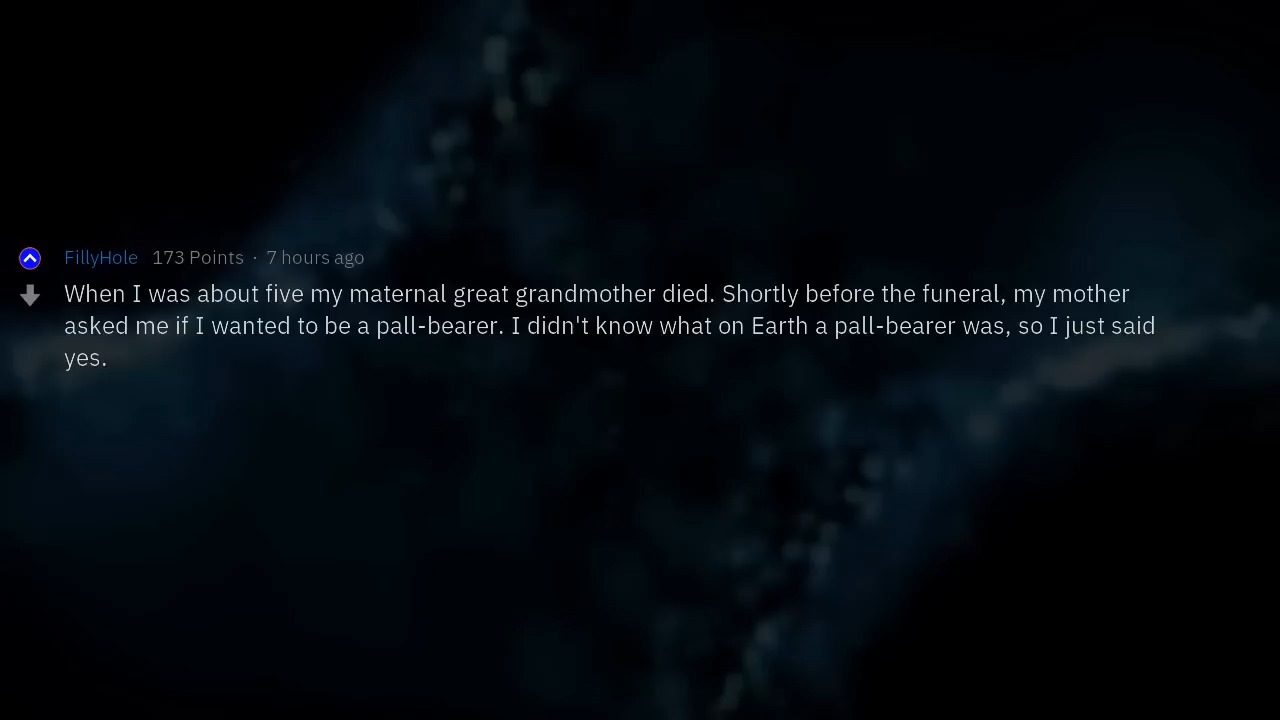 FillyHole 173 Points · 7 hours ago
When I was about five my maternal great grandmother died. Shortly before the funeral, my mother
asked me if I wanted to be a pall-bearer. I didn't know what on Earth a pall-bearer was, so I just said
yes.